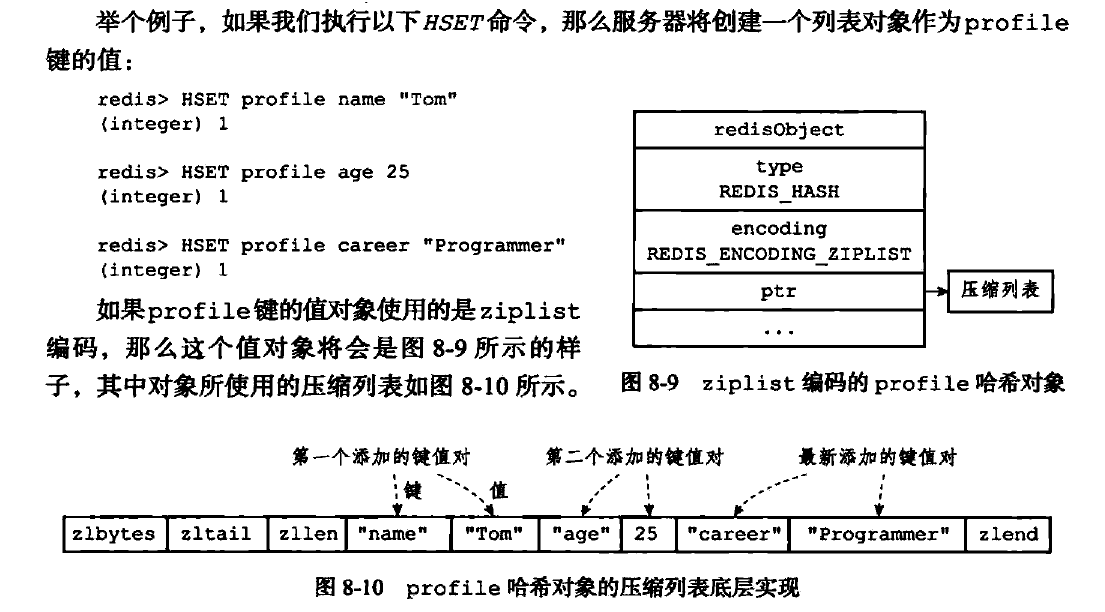 举个例子，如果我们执行以下HSET命令，那么服务器将创建一个列表对象作为profile
键的值：
redis> HSET profile name "Tom"
(integer) 1
redis> HSET profile age 25
(integer) 1
redis> HSET profile career "Programmer"
(integer) 1
如果profile键的值对象使用的是ziplist
编码，那么这个值对象将会是图 8-9 所示的样
子，其中对象所使用的压缩列表如图 8-10 所示。
redisObject
type
REDIS_HASH
encoding
REDIS_ENCODING_ZIPLIST
ptr
压缩列表
...
图 8-9 ziplist 编码的 profile 哈希对象
第一个添加的键值对 第二个添加的键值对 最新添加的键值对
键 值
zlbytes zltail zllen "name" "Tom" "age" 25 "career" "Programmer" zlend
图 8-10 profile 哈希对象的压缩列表底层实现